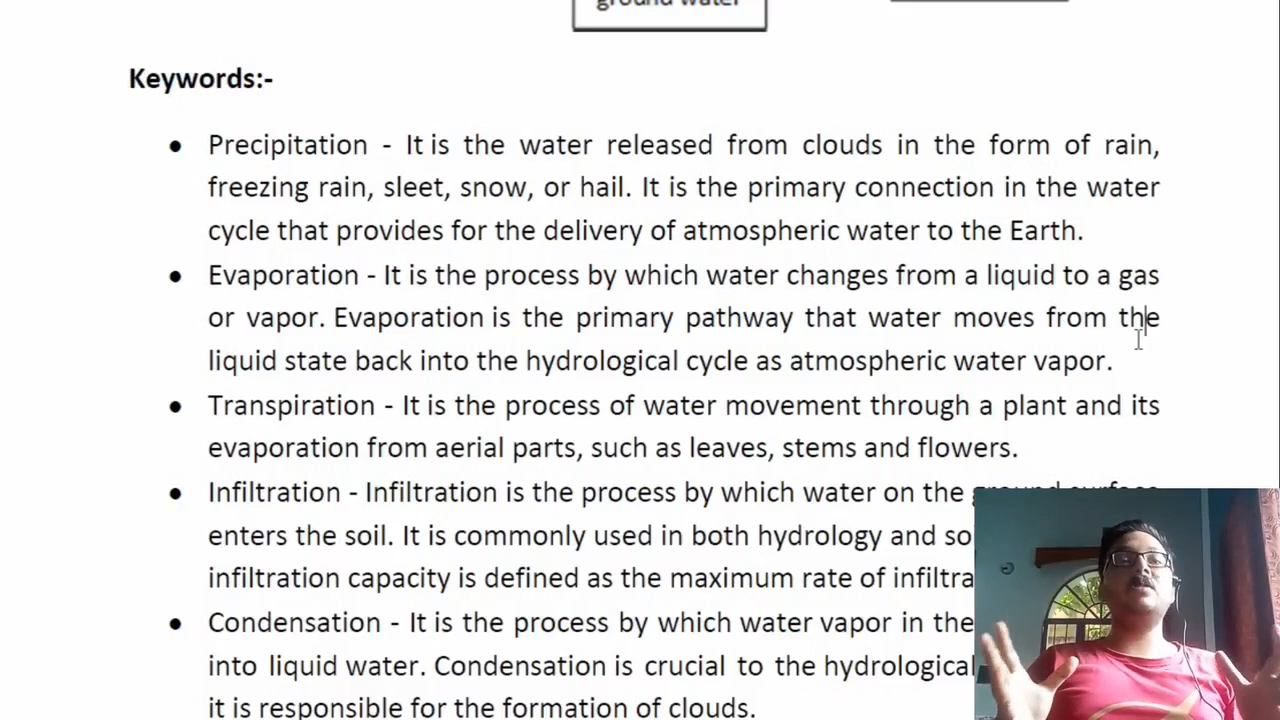 ground water
Keywords:-
• Precipitation - It is the water released from clouds in the form of rain,
freezing rain, sleet, snow, or hail. It is the primary connection in the water
cycle that provides for the delivery of atmospheric water to the Earth.
• Evaporation - It is the process by which water changes from a liquid to a gas
or vapor. Evaporation is the primary pathway that water moves from the
liquid state back into the hydrological cycle as atmospheric water vapor.
• Transpiration - It is the process of water movement through a plant and its
evaporation from aerial parts, such as leaves, stems and flowers.
• Infiltration - Infiltration is the process by which water on the ground surface
enters the soil. It is commonly used in both hydrology and so
infiltration capacity is defined as the maximum rate of infiltra
• Condensation - It is the process by which water vapor in the
into liquid water. Condensation is crucial to the hydrological
it is responsible for the formation of clouds.